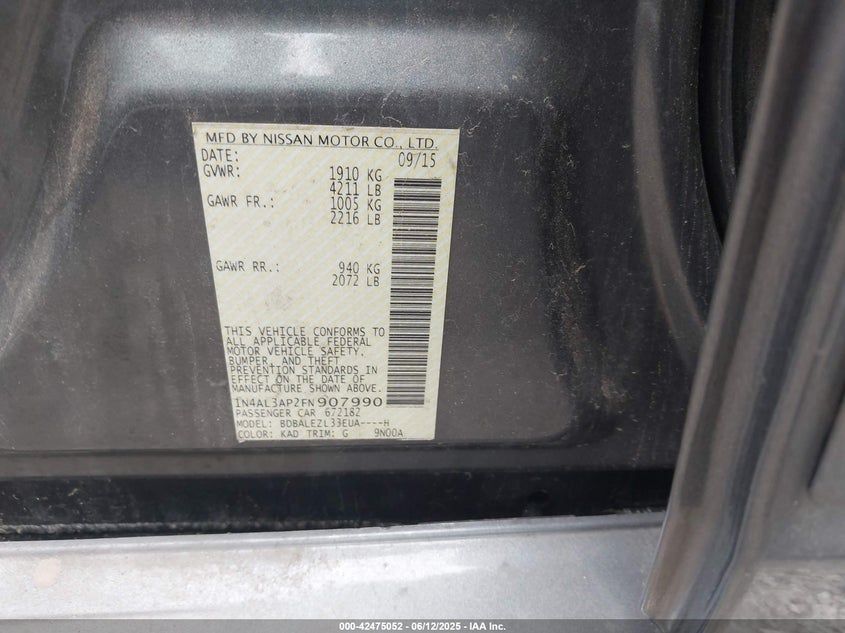 MFD BY NISSAN MOTOR CO., LTD.
DATE: 09/15
GVWR: 1910 KG
4211 LB
GAWR FR.: 1005 KG
2216 LB
GAWR RR.: 940 KG
2072 LB
THIS VEHICLE CONFORMS TO
ALL APPLICABLE FEDERAL
MOTOR VEHICLE SAFETY,
BUMPER, AND THEFT
PREVENTION STANDARDS IN
EFFECT ON THE DATE OF
MANUFACTURE SHOWN ABOVE.
1N4AL3AP2FN907990
PASSENGER CAR 672182
MODEL: BDBALEZL33EUA----H
COLOR: KAD TRIM: G 9N00A
000-42475052 - 06/12/2025 - IAA Inc.